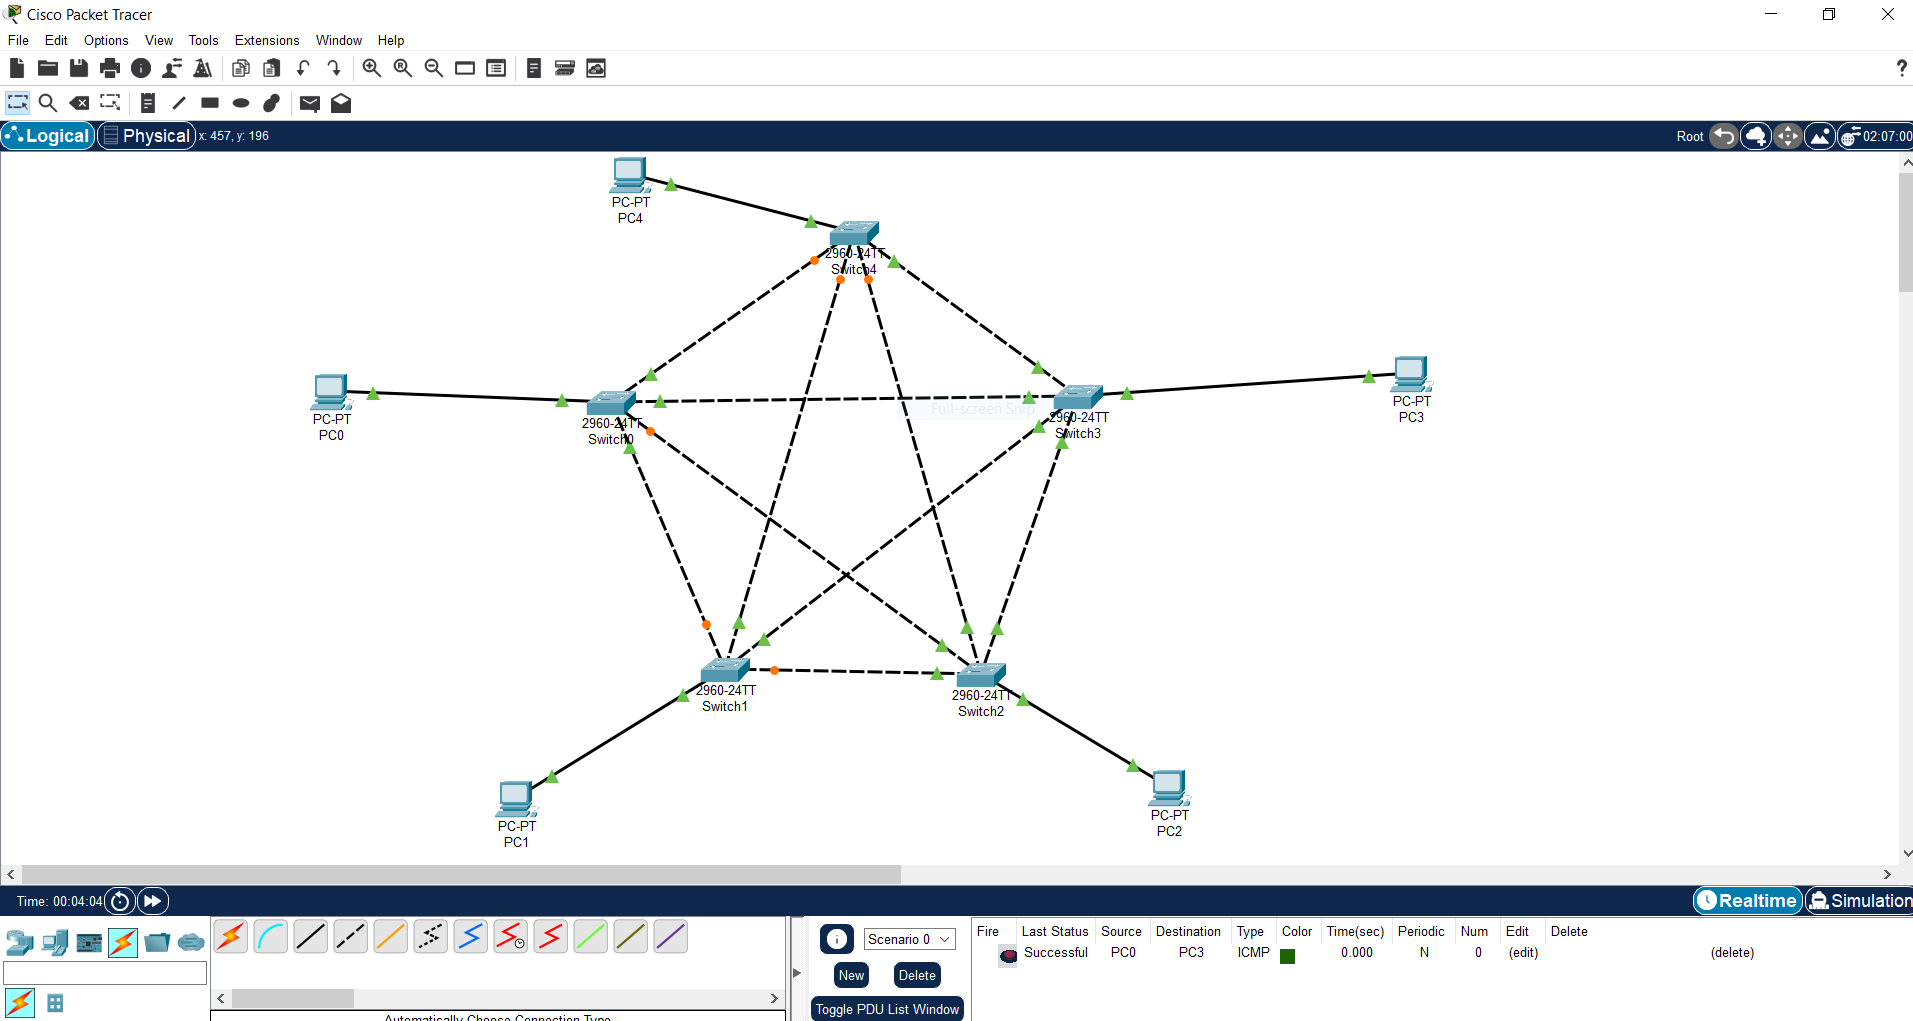 Cisco Packet Tracer
File Edit Options View Tools Extensions Window Help
?
Logical Physical x: 457, y: 196 Root 02:07:00
PC-PT
PC4
2960-24TT
Switch4
PC-PT
PC0
2960-24TT
Switch0
Full-screen Snip
2960-24TT
Switch3
PC-PT
PC3
2960-24TT
Switch1
2960-24TT
Switch2
PC-PT
PC1
PC-PT
PC2
Time: 00:04:04 Realtime Simulation
Scenario 0
New Delete
Toggle PDU List Window
Fire Last Status Source Destination Type Color Time(sec) Periodic Num Edit Delete
Successful PC0 PC3 ICMP 0.000 N 0 (edit) (delete)
Automatically Choose Connection Type